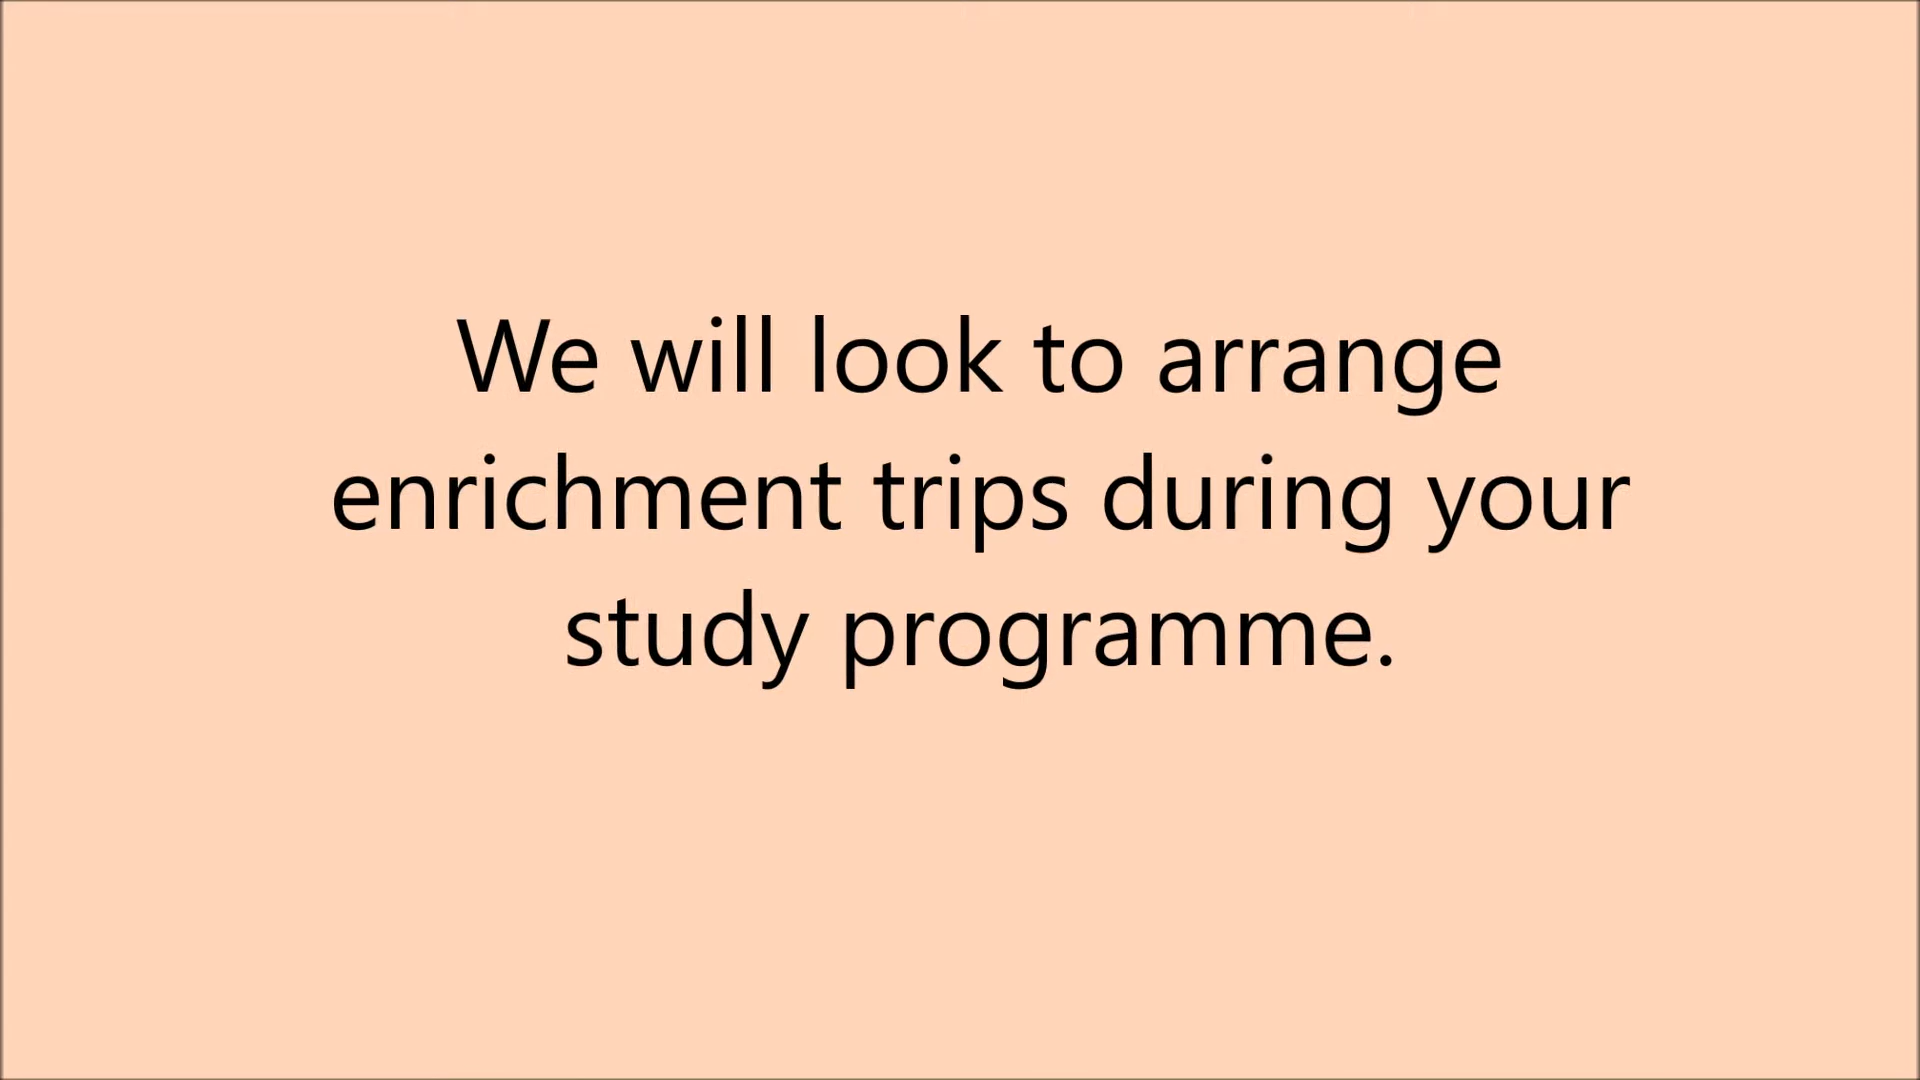 We will look to arrange
enrichment trips during your
study programme.